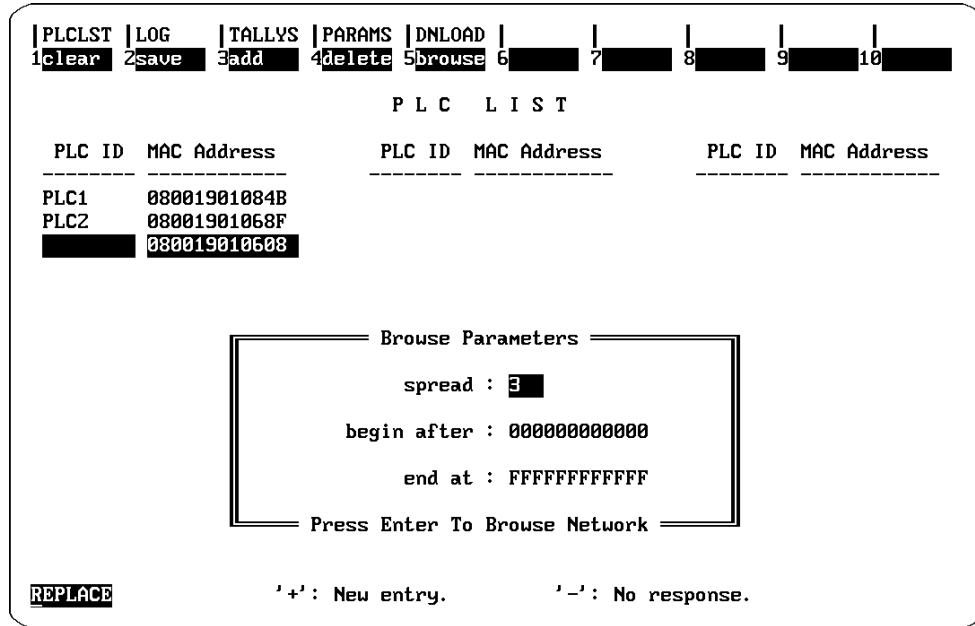 |PLCLST |LOG |TALLYS |PARAMS |DNLOAD | | | | |
1clear 2save 3add 4delete 5browse 6 7 8 9 10
P L C L I S T
PLC ID MAC Address PLC ID MAC Address PLC ID MAC Address
-------- ------------ -------- ------------ -------- ------------
PLC1 08001901084B
PLC2 08001901068F
080019010608
Browse Parameters
spread : 3
begin after : 000000000000
end at : FFFFFFFFFFFF
Press Enter To Browse Network
REPLACE '+': New entry. '-': No response.